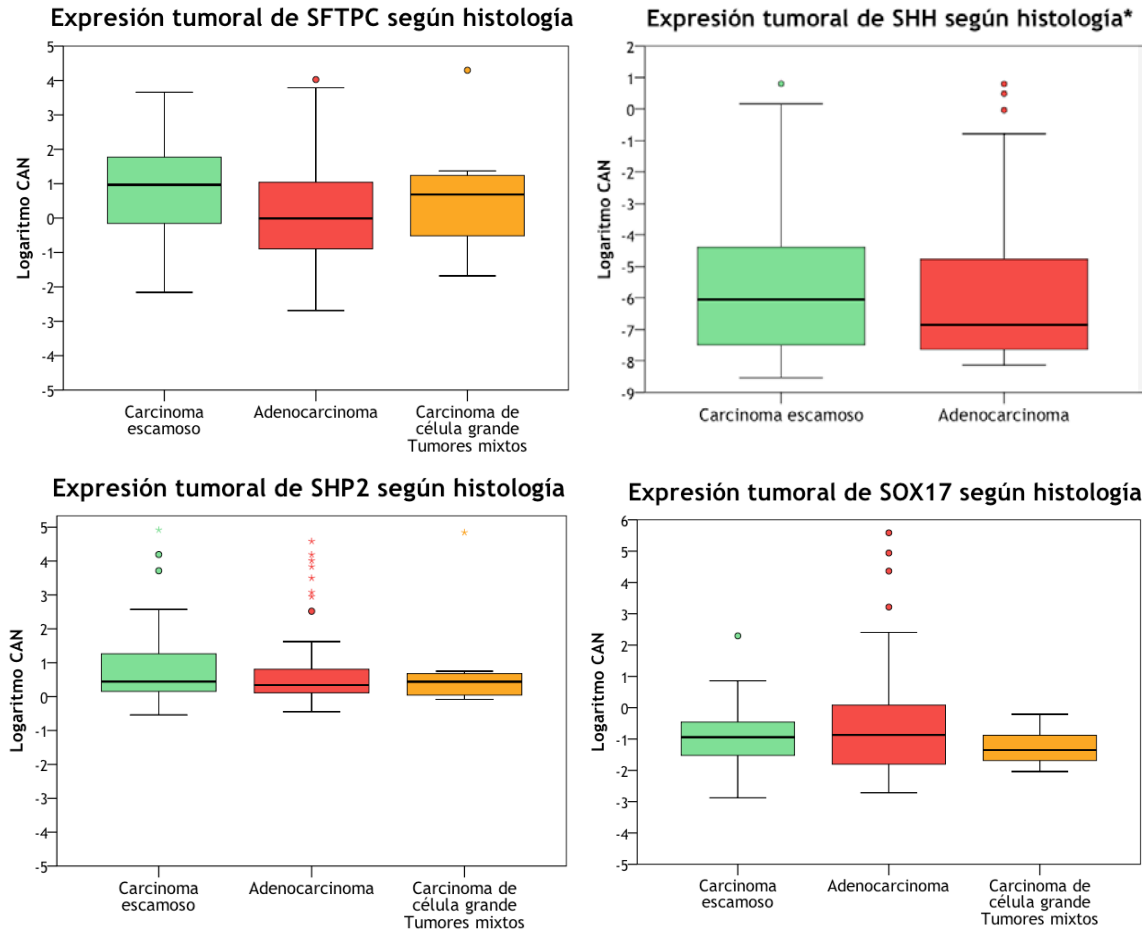 Expresión tumoral de SFTPC según histología
Logaritmo CAN
5
4
3
2
1
0
-1
-2
-3
-4
-5
Carcinoma
escamoso
Adenocarcinoma
Carcinoma de
célula grande
Tumores mixtos
Expresión tumoral de SHH según histología*
Logaritmo CAN
2
1
0
-1
-2
-3
-4
-5
-6
-7
-8
-9
Carcinoma escamoso
Adenocarcinoma
Expresión tumoral de SHP2 según histología
Logaritmo CAN
5
4
3
2
1
0
-1
-2
-3
-4
-5
Carcinoma
escamoso
Adenocarcinoma
Carcinoma de
célula grande
Tumores mixtos
Expresión tumoral de SOX17 según histología
Logaritmo CAN
6
5
4
3
2
1
0
-1
-2
-3
-4
-5
Carcinoma
escamoso
Adenocarcinoma
Carcinoma de
célula grande
Tumores mixtos